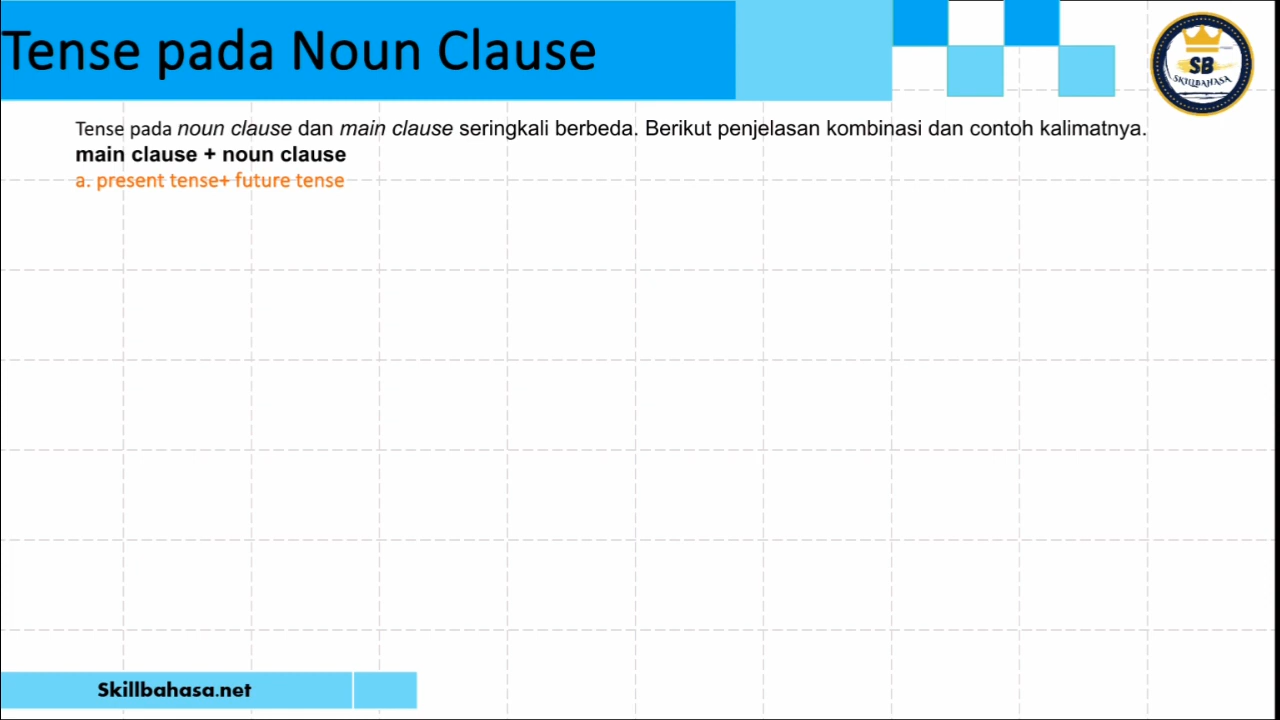 Tense pada Noun Clause
SB
SKILLBAHASA
Tense pada noun clause dan main clause seringkali berbeda. Berikut penjelasan kombinasi dan contoh kalimatnya.
main clause + noun clause
a. present tense+ future tense
Skillbahasa.net